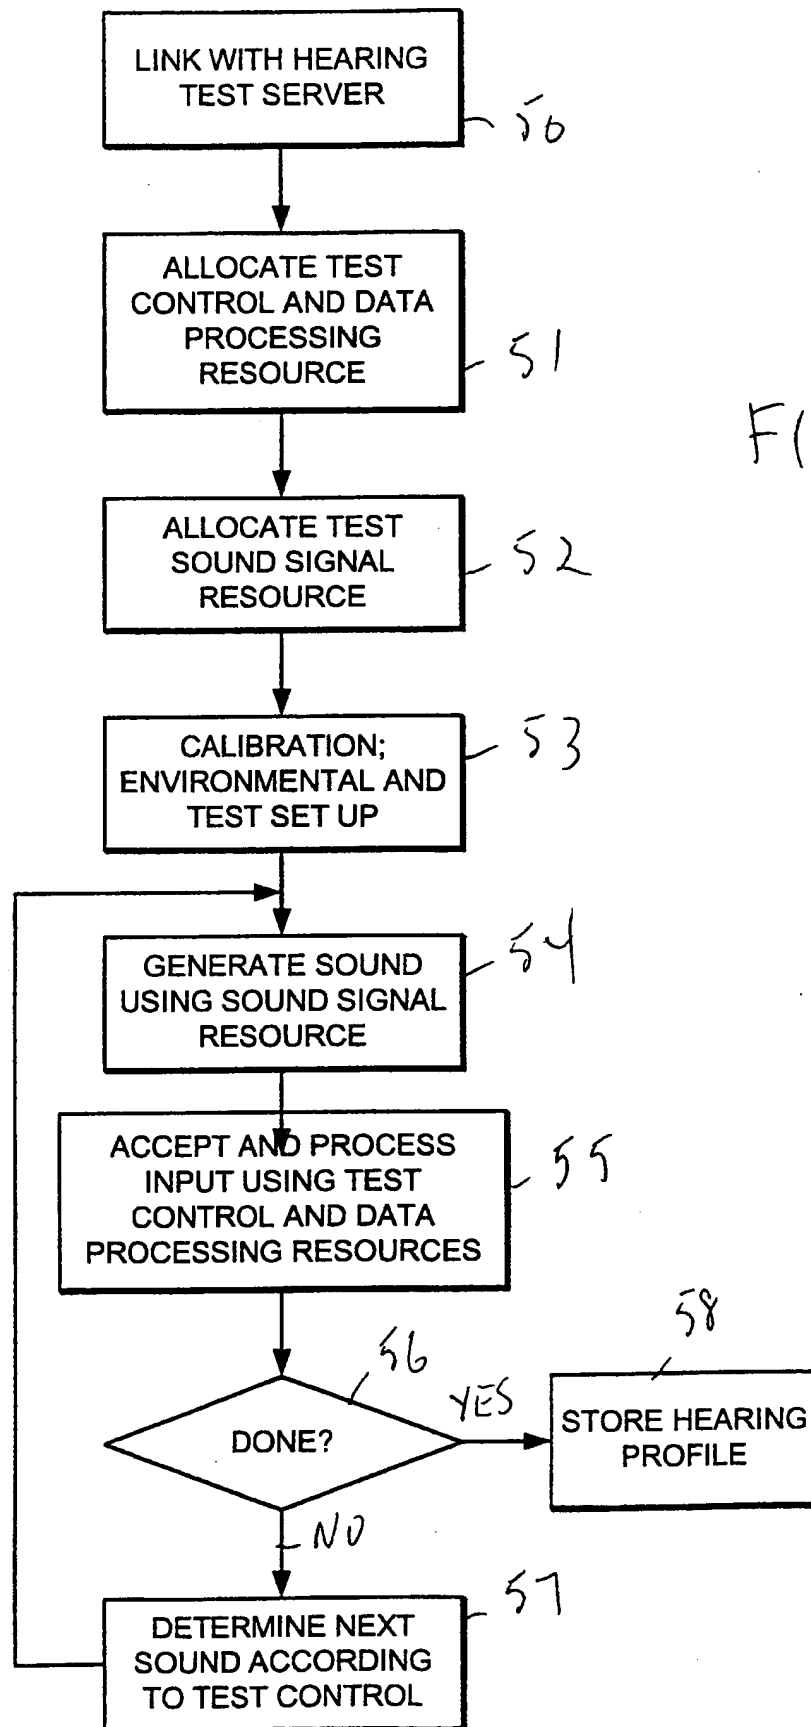 LINK WITH HEARING
TEST SERVER
50
ALLOCATE TEST
CONTROL AND DATA
PROCESSING
RESOURCE
51
ALLOCATE TEST
SOUND SIGNAL
RESOURCE
52
CALIBRATION;
ENVIRONMENTAL AND
TEST SET UP
53
GENERATE SOUND
USING SOUND SIGNAL
RESOURCE
54
ACCEPT AND PROCESS
INPUT USING TEST
CONTROL AND DATA
PROCESSING RESOURCES
55
DONE?
56
YES
STORE HEARING
PROFILE
58
NO
DETERMINE NEXT
SOUND ACCORDING
TO TEST CONTROL
57